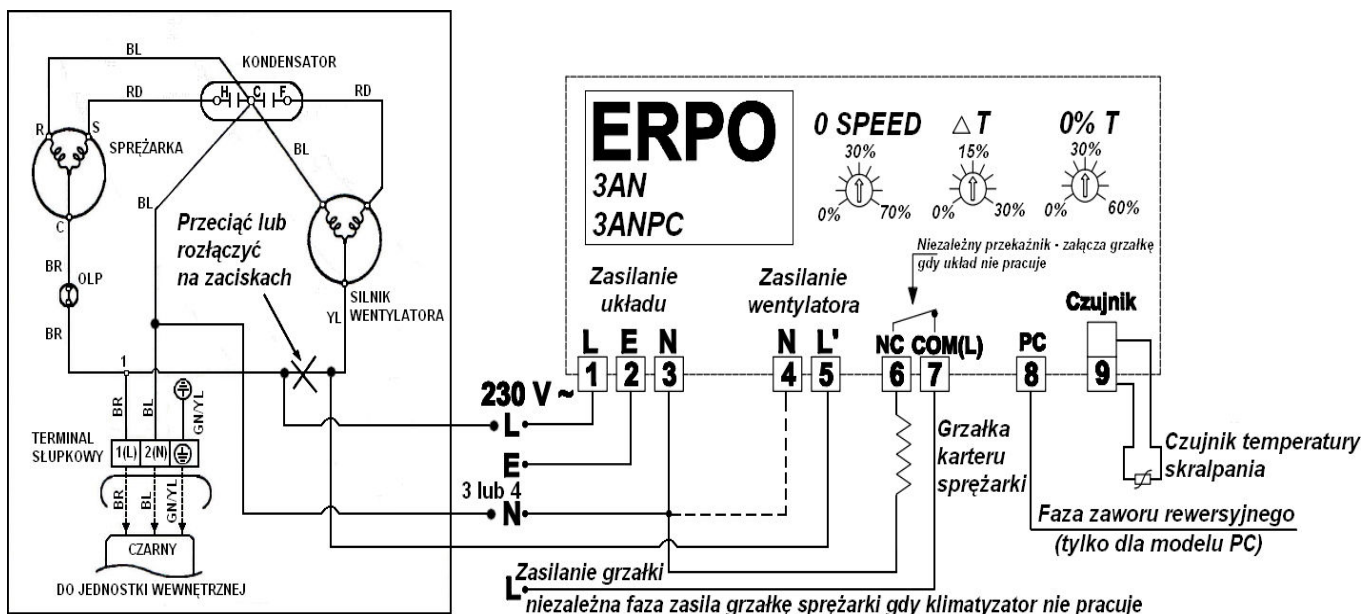 BL
KONDENSATOR
H C F
RD
RD
R
S
SPRĘŻARKA
BL
BL
C
Przeciąć lub
rozłączyć
na zaciskach
BR
OLP
SILNIK
WENTYLATORA
YL
BR
1
BR
BL
GN/YL
TERMINAL
SŁUPKOWY
1(L) 2(N)
BR
BL
GN/YL
CZARNY
DO JEDNOSTKI WEWNĘTRZNEJ
ERPO
3AN
3ANPC
0 SPEED
30%
0% 70%
△ T
15%
0% 30%
0% T
30%
0% 60%
Niezależny przekaźnik - załącza grzałkę
gdy układ nie pracuje
Zasilanie
układu
Zasilanie
wentylatora
Czujnik
L E N
N L'
NC COM(L)
PC
1 2 3 4 5 6 7 8 9
230 V ~
L
E
3 lub 4
N
Grzałka
karteru
sprężarki
Czujnik temperatury
skralpania
Faza zaworu rewersyjnego
(tylko dla modelu PC)
L Zasilanie grzałki
niezależna faza zasila grzałkę sprężarki gdy klimatyzator nie pracuje